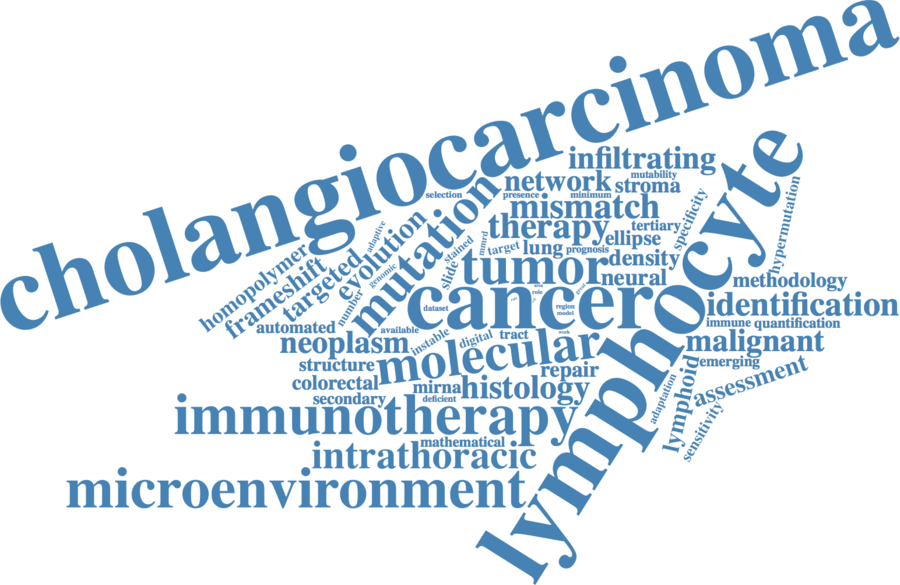 cholangiocarcinoma
lymphocyte
infiltrating
mutability
network
stroma
selection
presence
minimum
mismatch
specificity
hypermutation
therapy
tertiary
ellipse
adaptive
evolution
mutation
stained
mmrd
target
lung
prognosis
density
homopolymer
frameshift
targeted
genomic
number
slide
tumor
neural
methodology
area
role
great
cancer
dataset
region
model
identification
automated
available
immune
quantification
neoplasm
instable
digital
tract
work
malignant
structure
molecular
repair
emerging
colorectal
mirna
histology
lymphoid
adaptation
assessment
secondary
deficient
immunotherapy
sensitivity
mathematical
intrathoracic
microenvironment